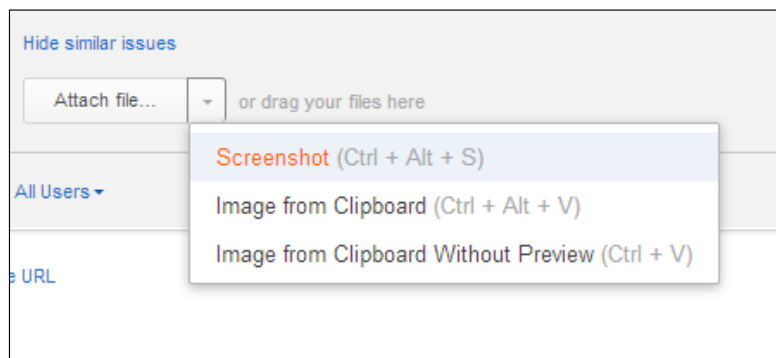 Hide similar issues
Attach file... or drag your files here
Screenshot (Ctrl + Alt + S)
All Users
Image from Clipboard (Ctrl + Alt + V)
Image from Clipboard Without Preview (Ctrl + V)
URL